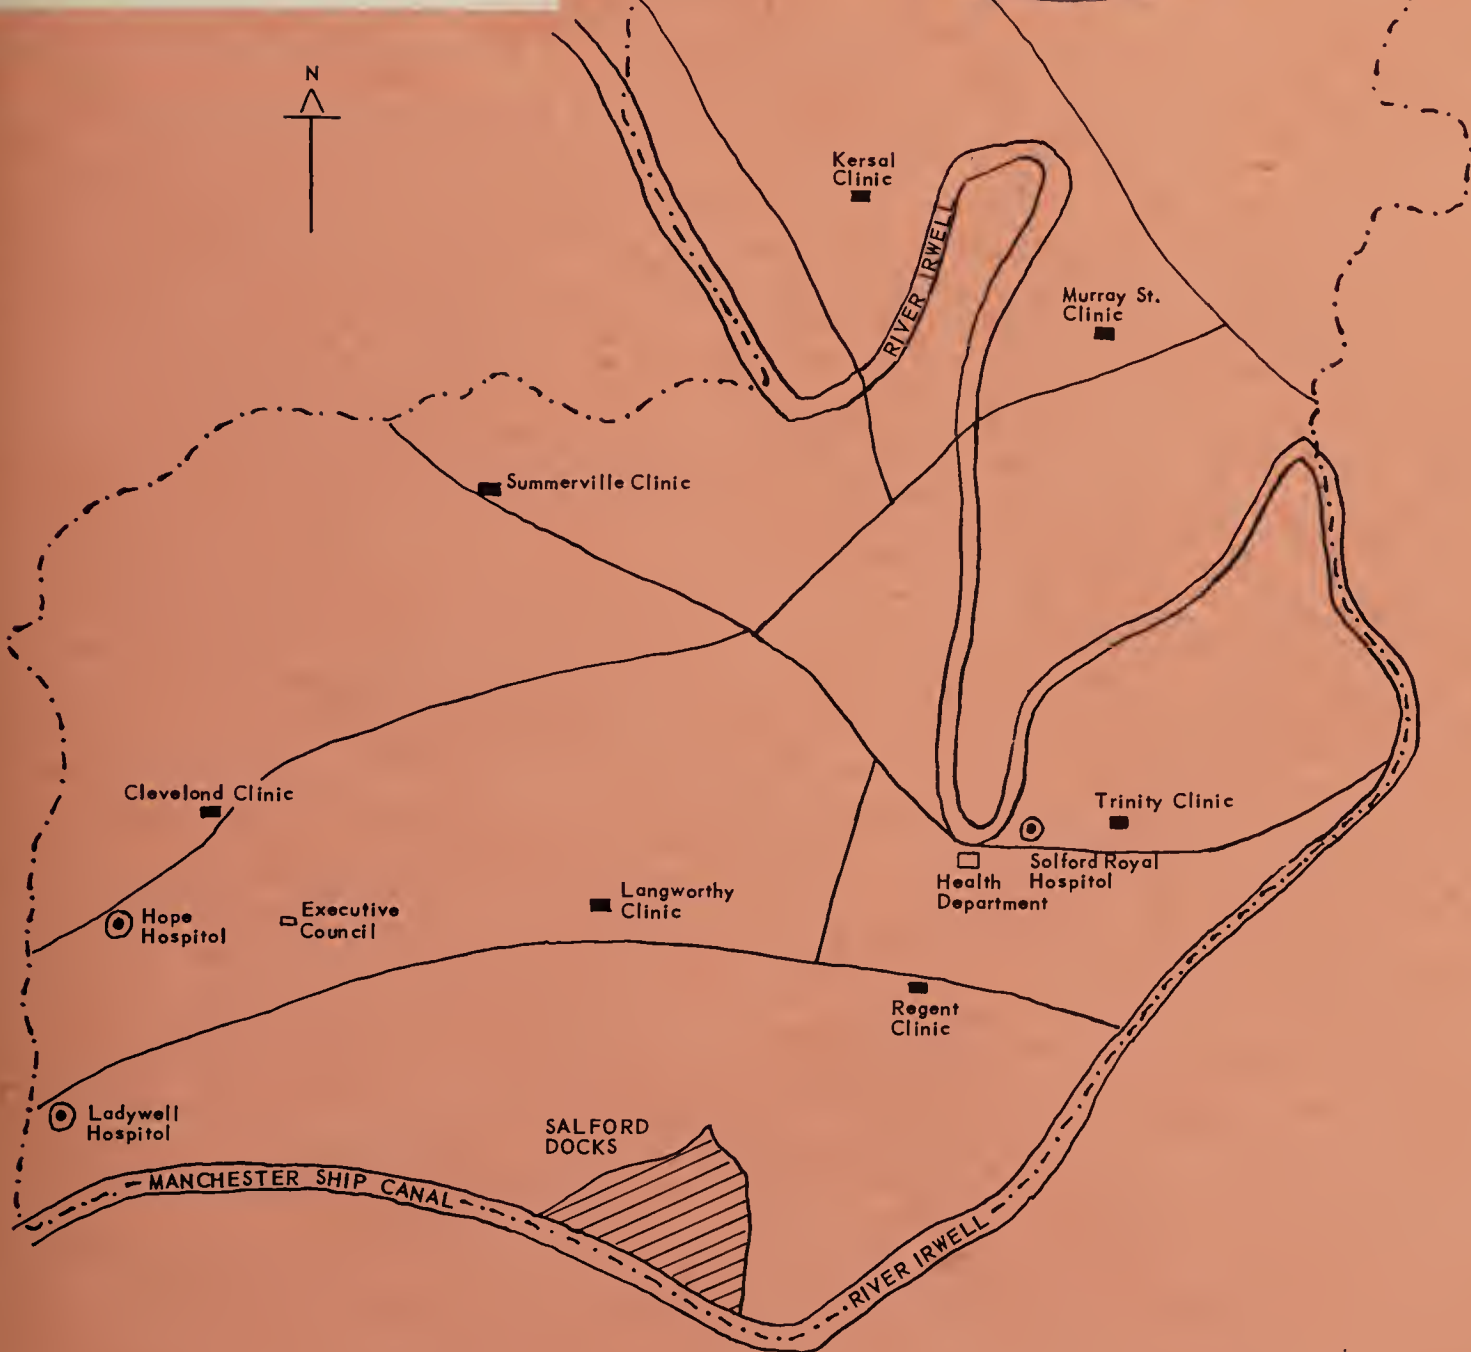 N
Kersal
Clinic
RIVER IRWELL
Murray St.
Clinic
Summerville Clinic
Cleveland Clinic
Trinity Clinic
Salford Royal
Hospital
Health
Department
Langworthy
Clinic
Executive
Council
Hope
Hospital
Regent
Clinic
Ladywell
Hospital
SALFORD
DOCKS
MANCHESTER SHIP CANAL
RIVER IRWELL